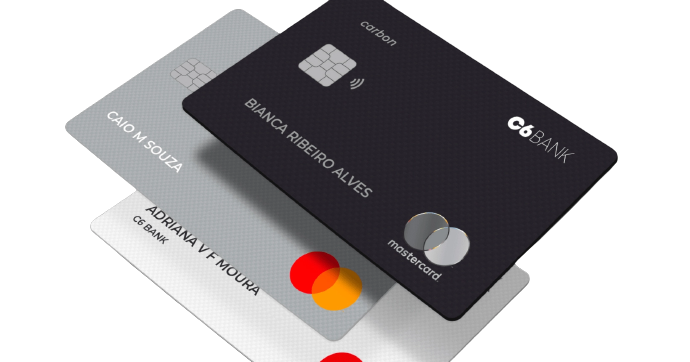 carbon
C6 BANK
BIANCA RIBEIRO ALVES
mastercard
CAIO M SOUZA
ADRIANA V F MOURA
C6 BANK